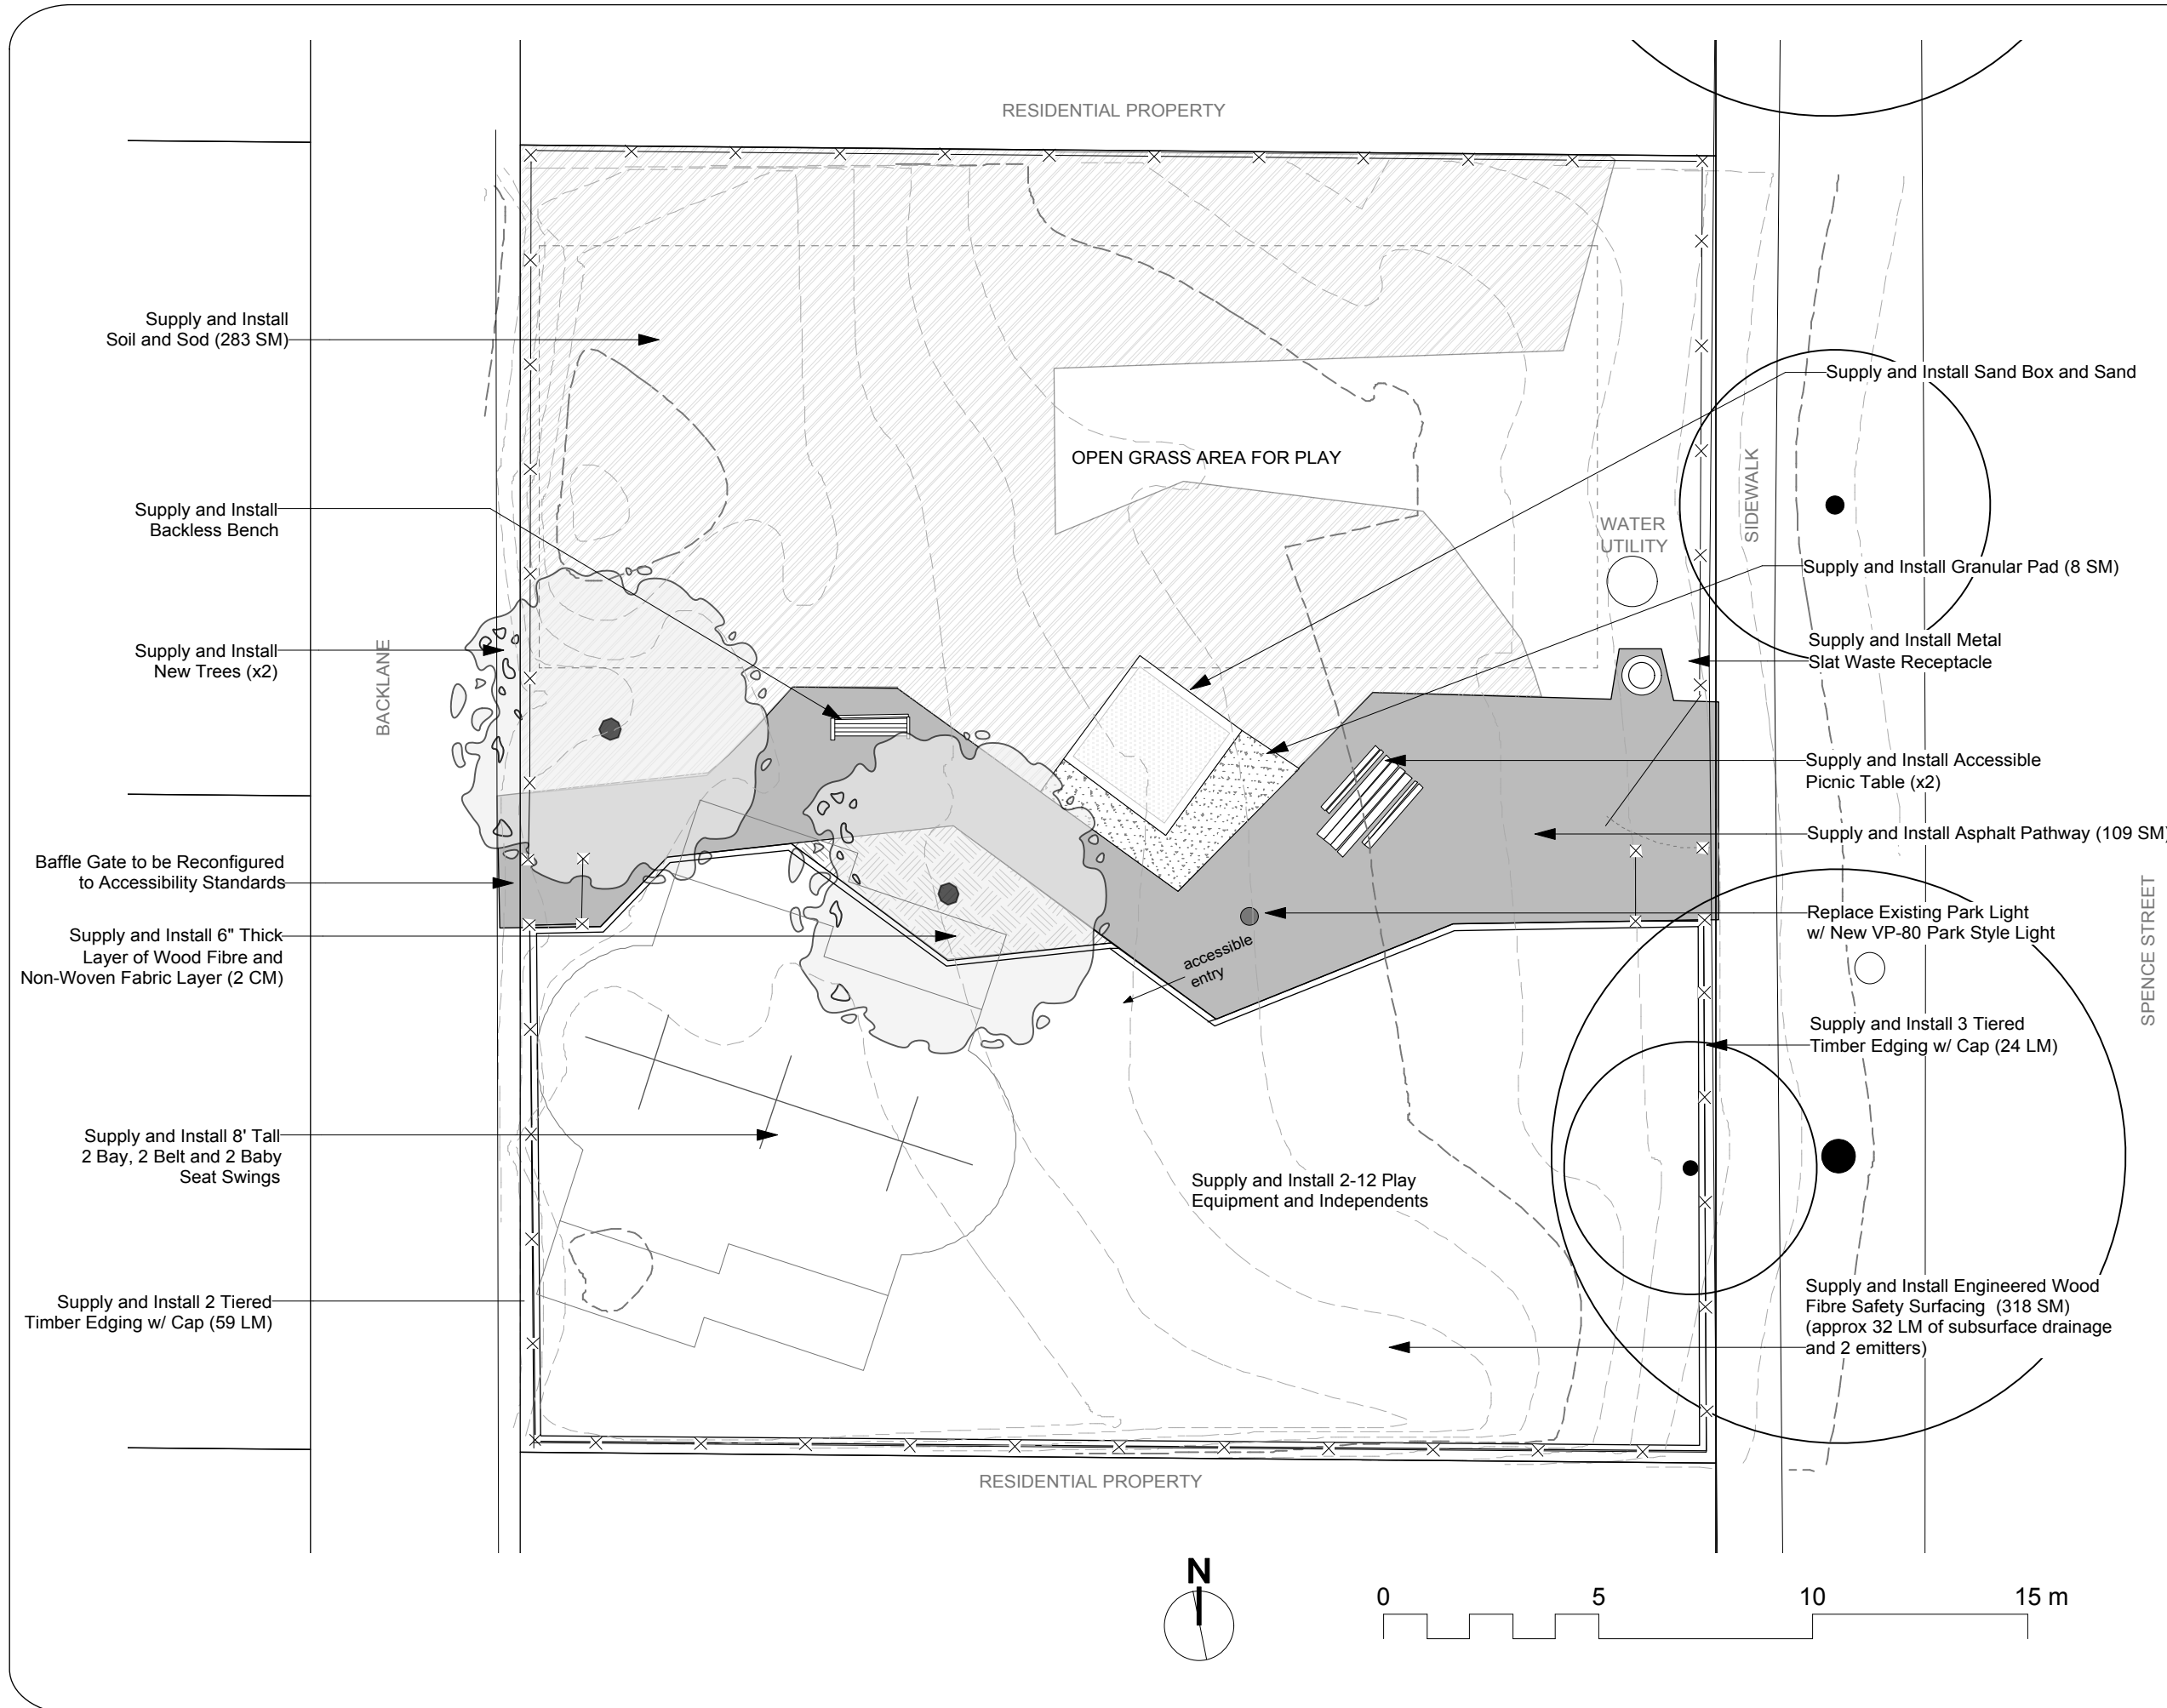 RESIDENTIAL PROPERTY
Supply and Install
Soil and Sod (283 SM)
Supply and Install
Backless Bench
Supply and Install
New Trees (x2)
BACKLANE
Baffle Gate to be Reconfigured
to Accessibility Standards
Supply and Install 6" Thick
Layer of Wood Fibre and
Non-Woven Fabric Layer (2 CM)
Supply and Install 8' Tall
2 Bay, 2 Belt and 2 Baby
Seat Swings
Supply and Install 2 Tiered
Timber Edging w/ Cap (59 LM)
OPEN GRASS AREA FOR PLAY
WATER
UTILITY
SIDEWALK
accessible
entry
Supply and Install 2-12 Play
Equipment and Independents
Supply and Install Sand Box and Sand
Supply and Install Granular Pad (8 SM)
Supply and Install Metal
Slat Waste Receptacle
Supply and Install Accessible
Picnic Table (x2)
Supply and Install Asphalt Pathway (109 SM)
Replace Existing Park Light
w/ New VP-80 Park Style Light
SPENCE STREET
Supply and Install 3 Tiered
Timber Edging w/ Cap (24 LM)
Supply and Install Engineered Wood
Fibre Safety Surfacing (318 SM)
(approx 32 LM of subsurface drainage
and 2 emitters)
RESIDENTIAL PROPERTY
N
0 5 10 15 m